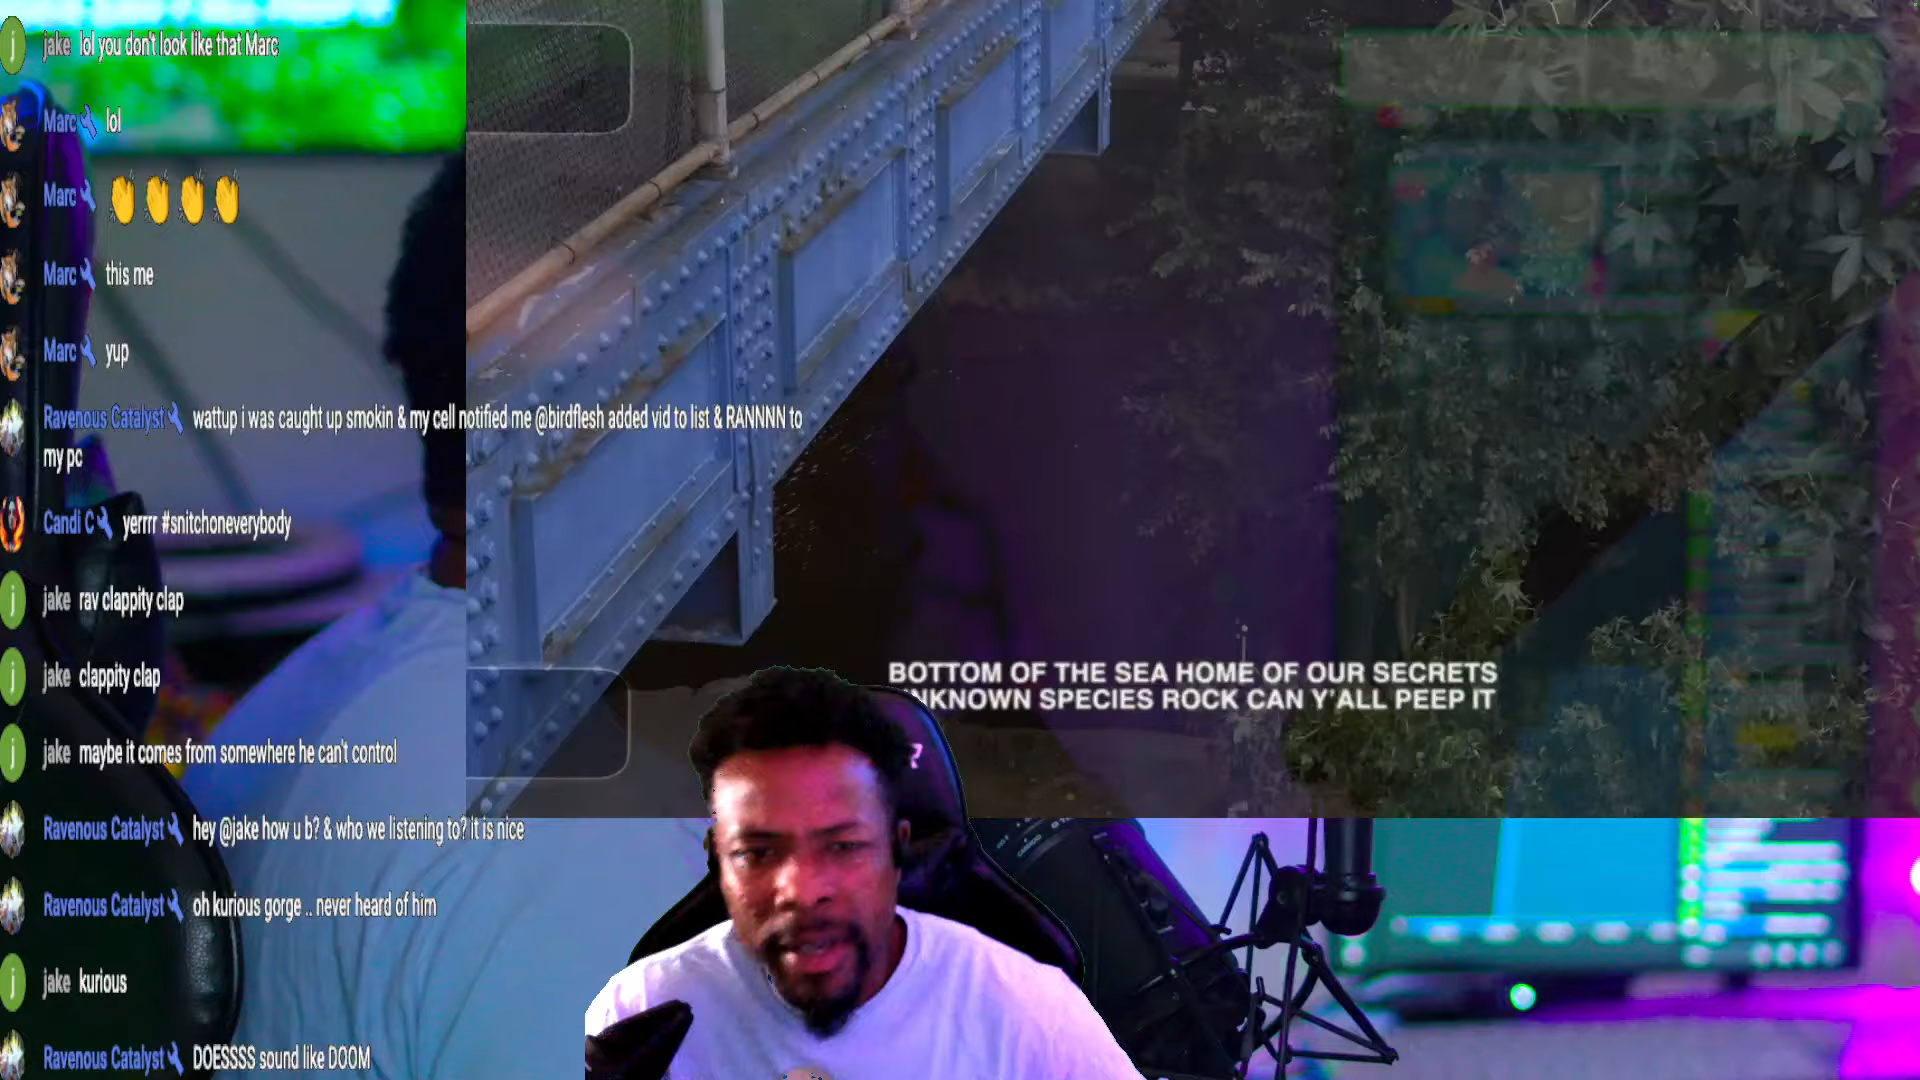 jake lol you don't look like that Marc
Marc lol
Marc 👏👏👏👏
Marc this me
Marc yup
Ravenous Catalyst wattup i was caught up smokin & my cell notified me @birdflesh added vid to list & RANNNN to
my pc
Candi C yerrrr #snitchoneverybody
jake rav clappity clap
jake clappity clap
jake maybe it comes from somewhere he can't control
Ravenous Catalyst hey @jake how u b? & who we listening to? it is nice
Ravenous Catalyst oh kurious gorge .. never heard of him
jake kurious
Ravenous Catalyst DOESSSS sound like DOOM
BOTTOM OF THE SEA HOME OF OUR SECRETS
NKNOWN SPECIES ROCK CAN Y'ALL PEEP IT